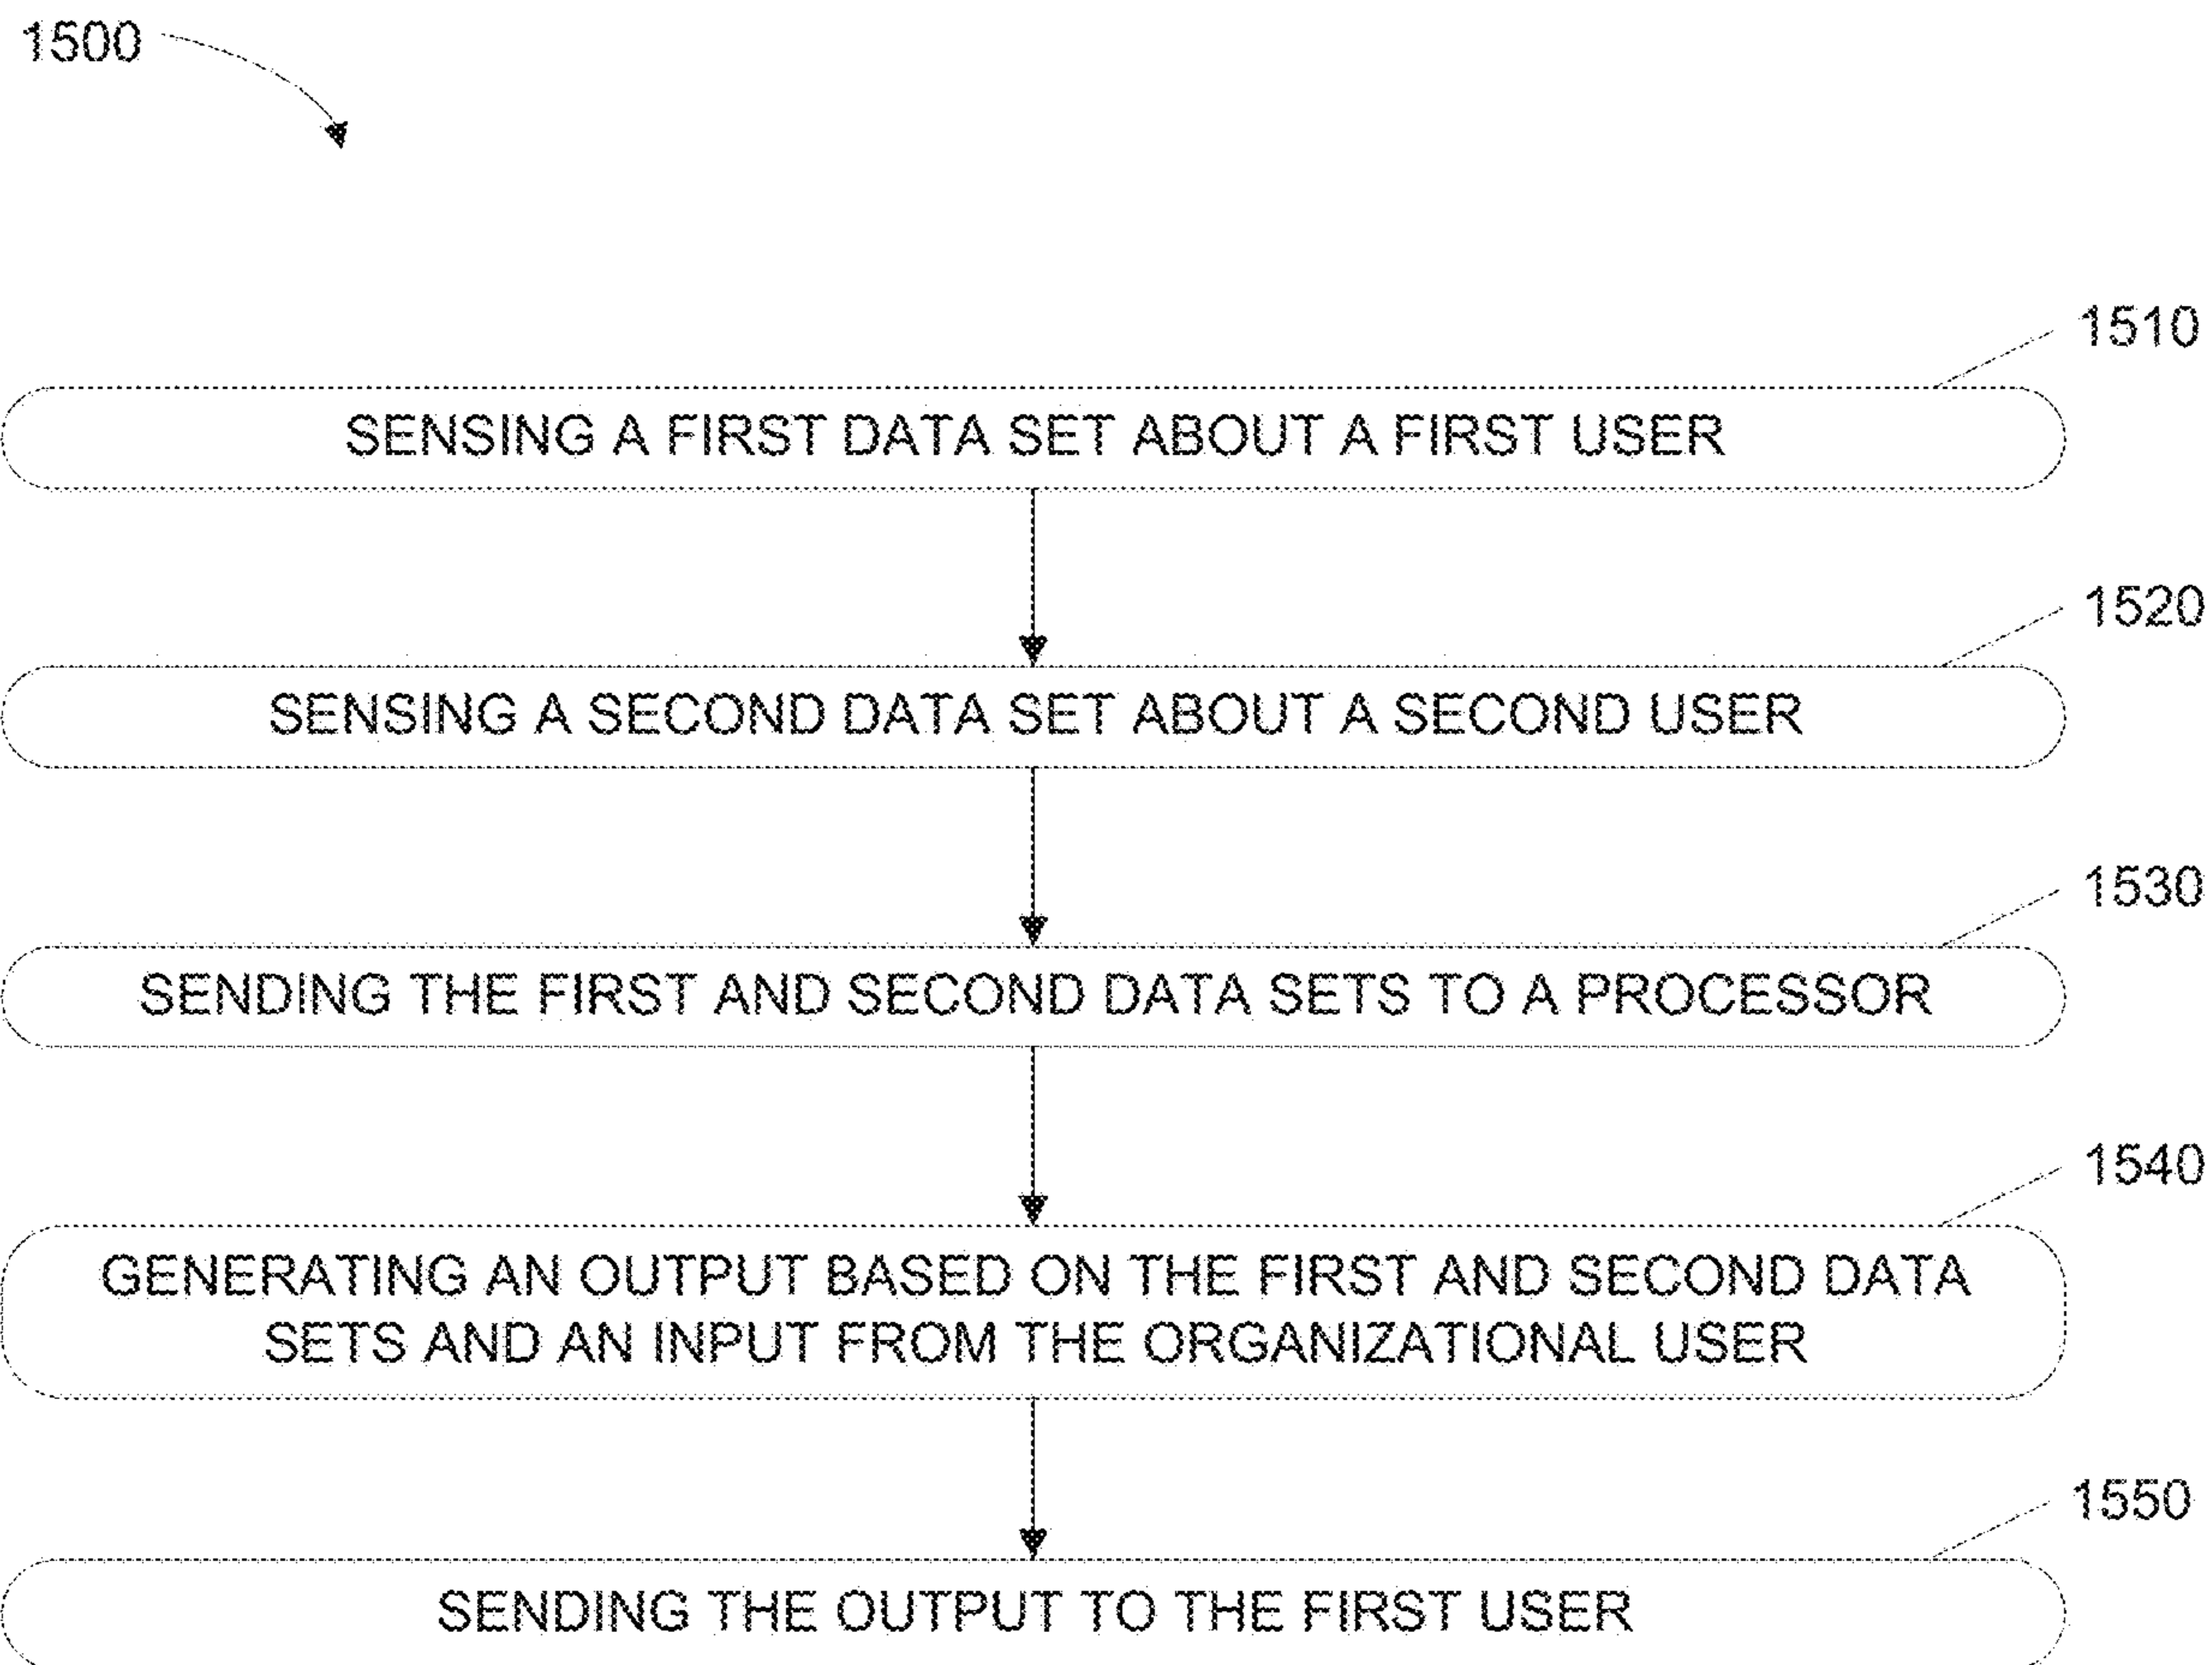 1500
1510
SENSING A FIRST DATA SET ABOUT A FIRST USER
1520
SENSING A SECOND DATA SET ABOUT A SECOND USER
1530
SENDING THE FIRST AND SECOND DATA SETS TO A PROCESSOR
1540
GENERATING AN OUTPUT BASED ON THE FIRST AND SECOND DATA
SETS AND AN INPUT FROM THE ORGANIZATIONAL USER
1550
SENDING THE OUTPUT TO THE FIRST USER